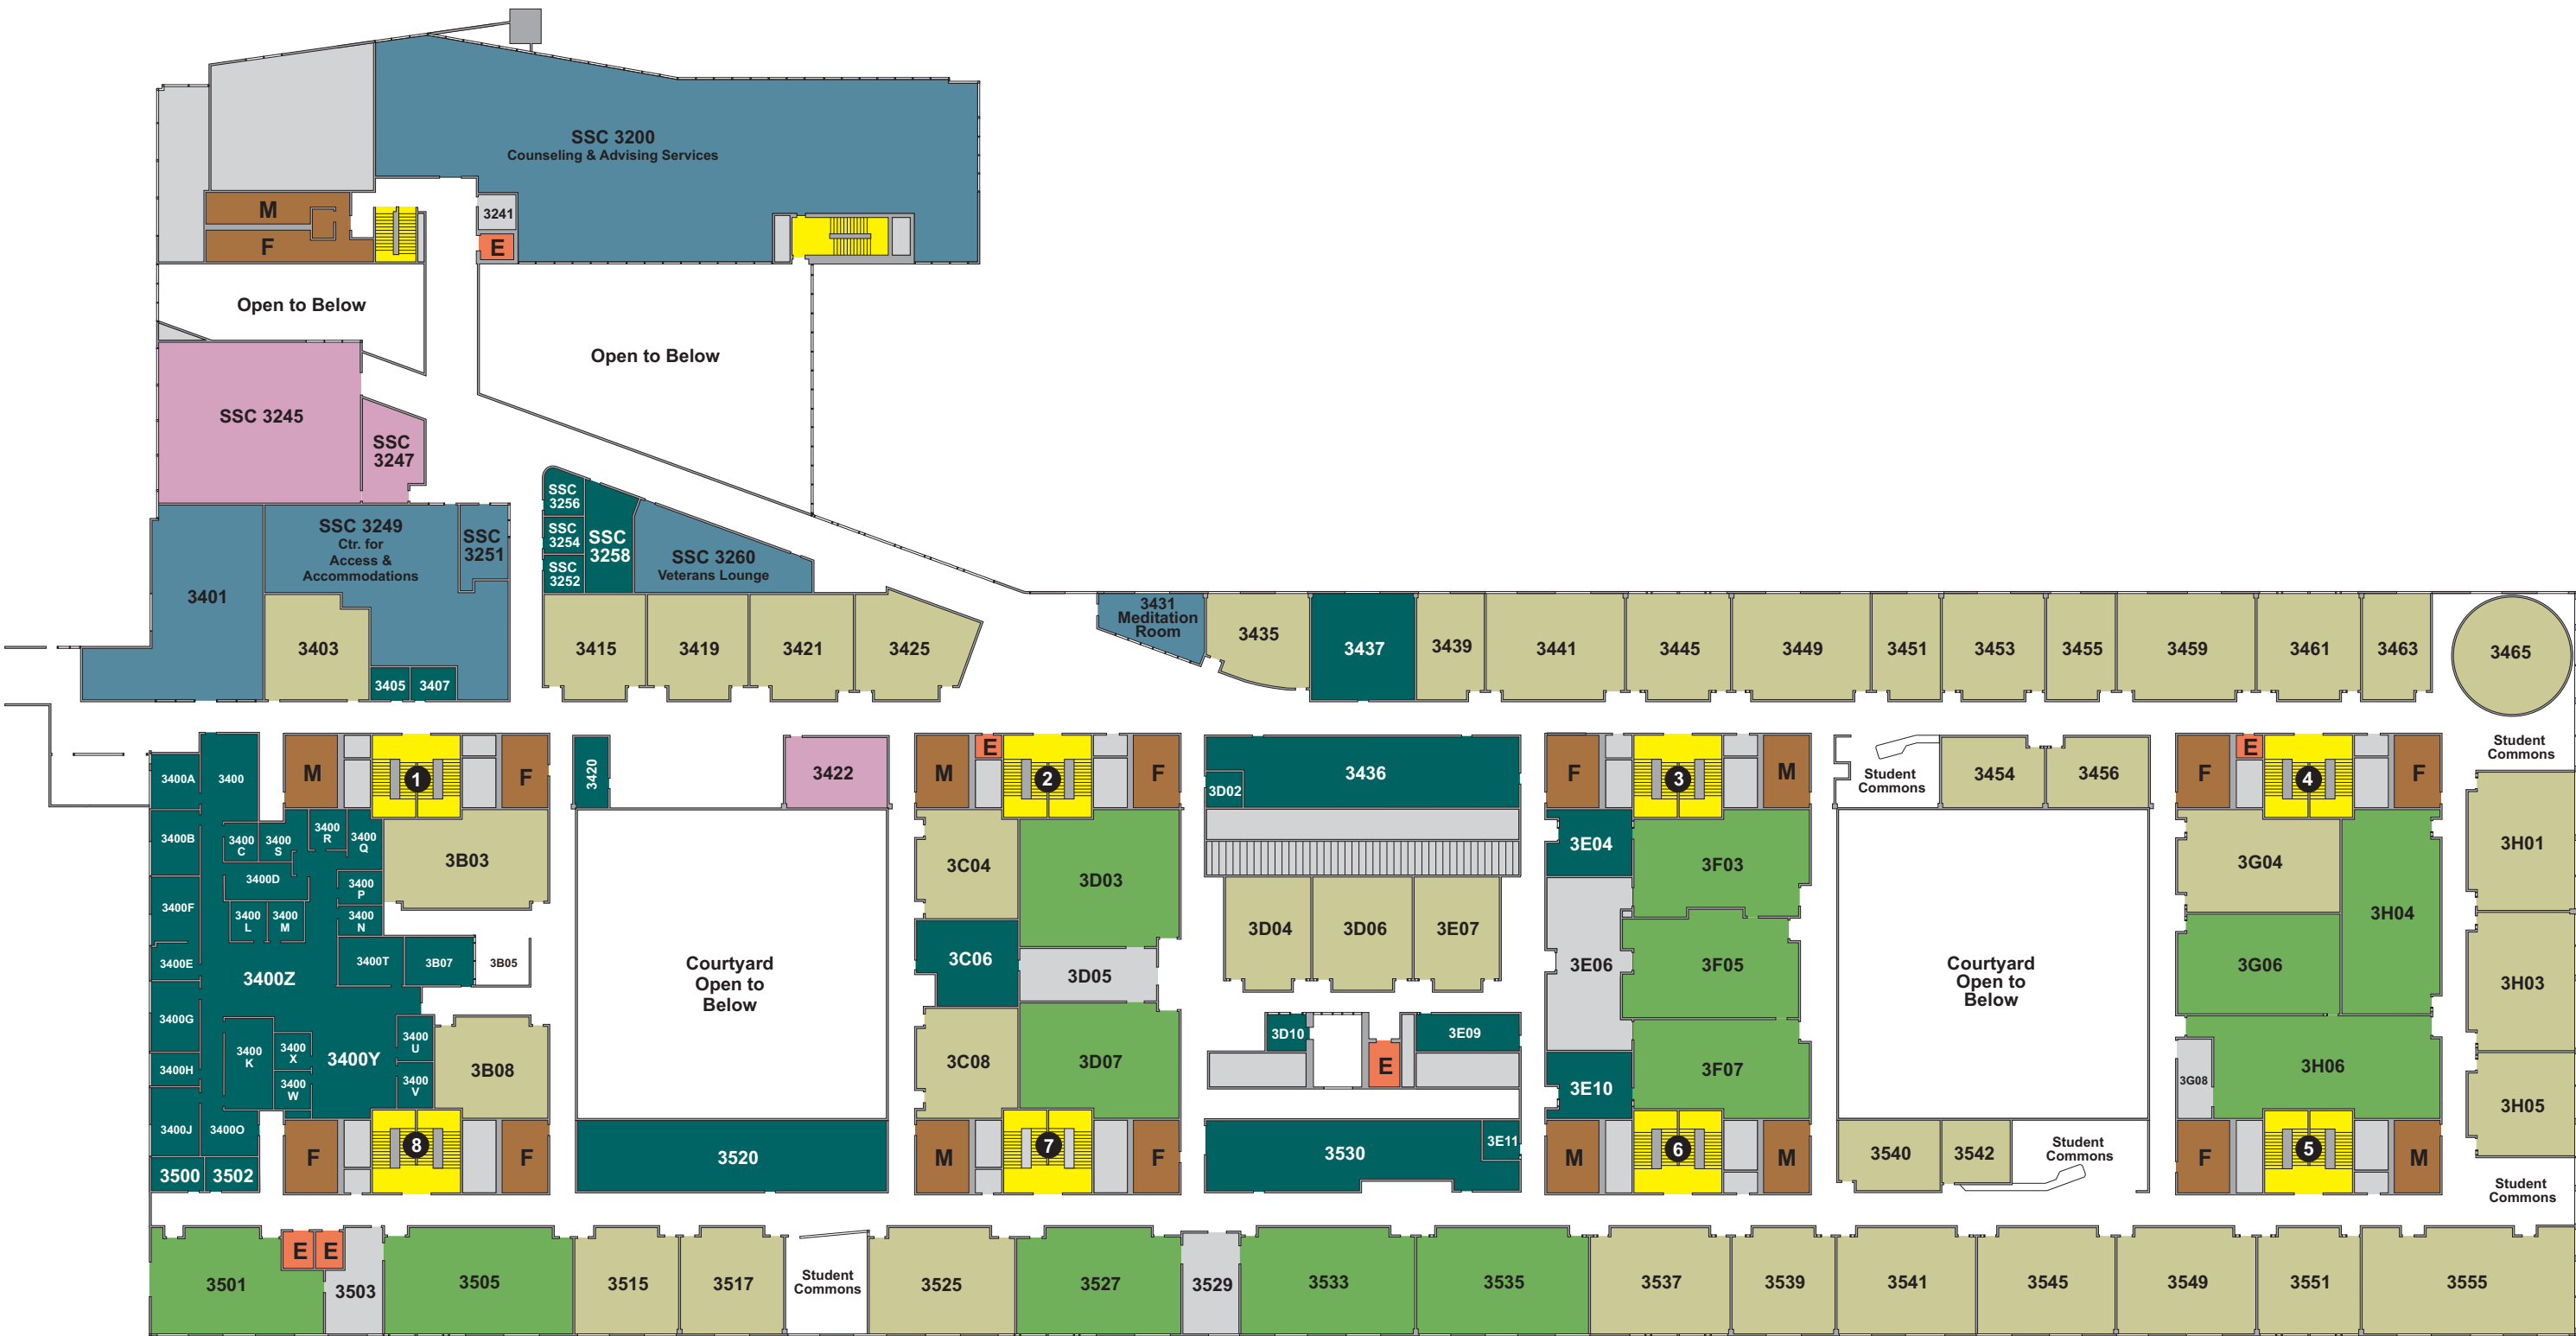 SSC 3200
Counseling & Advising Services
M
3241
F
E
Open to Below
Open to Below
SSC 3245
SSC
3247
SSC
3256
SSC
3254
SSC
3252
SSC
3258
SSC 3260
Veterans Lounge
SSC 3249
Ctr. for
Access &
Accommodations
SSC
3251
3401
3403
3405
3407
3415
3419
3421
3425
3431
Meditation
Room
3435
3437
3439
3441
3445
3449
3451
3453
3455
3459
3461
3463
3465
3400A
3400
M
1
F
3420
3422
M
E
2
F
3436
3D02
F
3
M
Student
Commons
3454
3456
F
E
4
F
Student
Commons
3400B
3400
C
3400
S
3400
R
3400
Q
3B03
3400D
3400
P
3400F
3400
L
3400
M
3400
N
3400E
3400Z
3400T
3B07
3B05
3400G
3400
K
3400
X
3400
W
3400Y
3400
U
3400
V
3B08
3400H
3400J
3400O
3500
3502
F
8
F
Courtyard
Open to
Below
3520
3C04
3D03
3C06
3D05
3C08
3D07
M
7
F
3D04
3D06
3E07
3D10
E
3E09
3530
3E11
3E04
3F03
3E06
3F05
3E10
3F07
M
6
M
Courtyard
Open to
Below
3540
3542
Student
Commons
3G04
3H04
3G06
3G08
3H06
F
5
M
3H01
3H03
3H05
Student
Commons
3501
E
E
3503
3505
3515
3517
Student
Commons
3525
3527
3529
3533
3535
3537
3539
3541
3545
3549
3551
3555